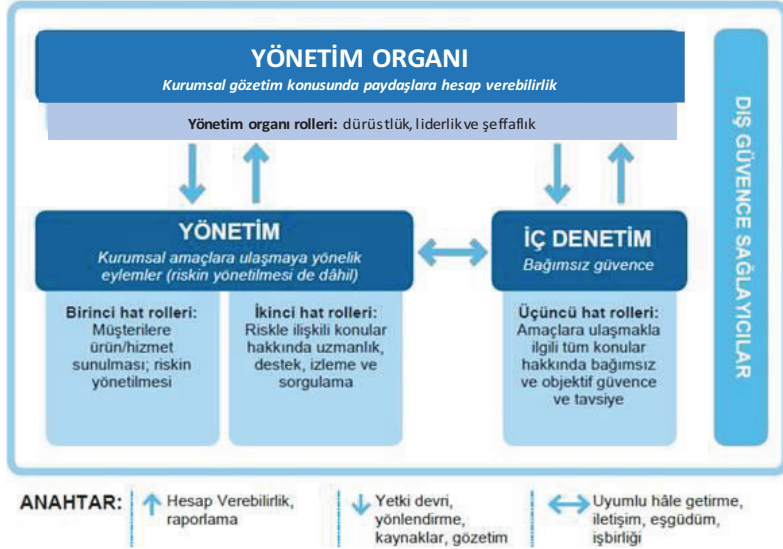 YÖNETİM ORGANI
Kurumsal gözetim konusunda paydaşlara hesap verebilirlik
Yönetim organı rolleri: dürüstlük, liderlik ve şeffaflık
YÖNETİM
Kurumsal amaçlara ulaşmaya yönelik
eylemler (riskin yönetilmesi de dâhil)
Birinci hat rolleri:
Müşterilere
ürün/hizmet
sunulması; riskin
yönetilmesi
İkinci hat rolleri:
Riskle ilişkili konular
hakkında uzmanlık,
destek, izleme ve
sorgulama
İÇ DENETİM
Bağımsız güvence
Üçüncü hat rolleri:
Amaçlara ulaşmakla
ilgili tüm konular
hakkında bağımsız
ve objektif güvence
ve tavsiye
DIŞ GÜVENCE SAĞLAYICILAR
ANAHTAR:
Hesap Verebilirlik,
raporlama
Yetki devri,
yönlendirme,
kaynaklar, gözetim
Uyumlu hâle getirme,
iletişim, eşgüdüm,
işbirliği